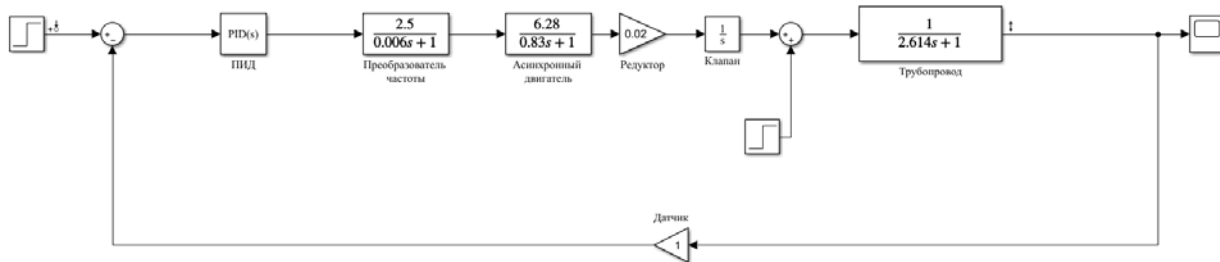 +
−
PID(s)
ПИД
2.5
0.006s + 1
Преобразователь
частоты
6.28
0.83s + 1
Асинхронный
двигатель
0.02
Редуктор
1
s
Клапан
+
+
1
2.614s + 1
Трубопровод
Датчик
1